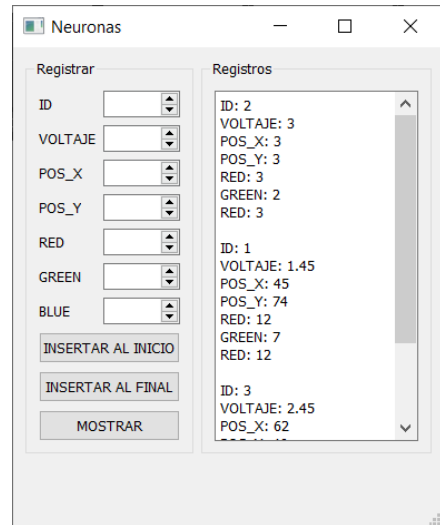 Neuronas
Registrar
ID
VOLTAJE
POS_X
POS_Y
RED
GREEN
BLUE
INSERTAR AL INICIO
INSERTAR AL FINAL
MOSTRAR
Registros
ID: 2
VOLTAJE: 3
POS_X: 3
POS_Y: 3
RED: 3
GREEN: 2
RED: 3
ID: 1
VOLTAJE: 1.45
POS_X: 45
POS_Y: 74
RED: 12
GREEN: 7
RED: 12
ID: 3
VOLTAJE: 2.45
POS_X: 62